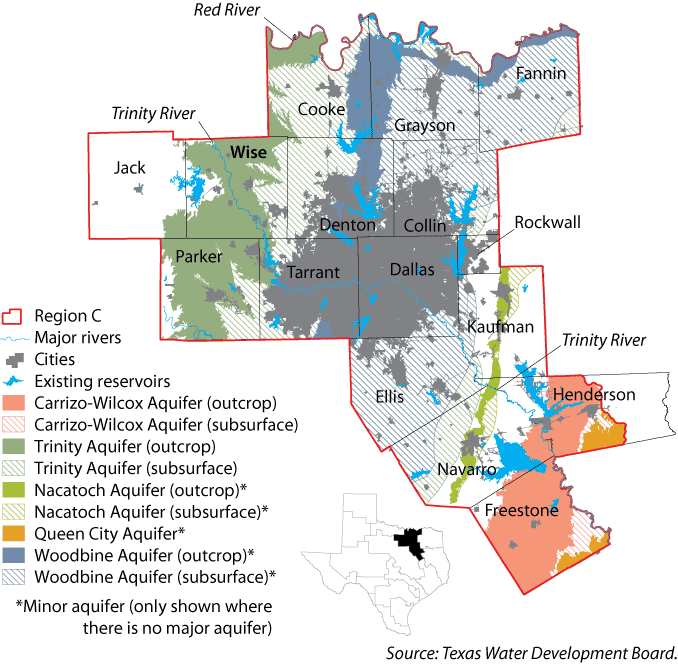 Red River
Fannin
Cooke
Trinity River
Grayson
Wise
Jack
Rockwall
Denton
Collin
Parker
Tarrant
Dallas
Region C
Kaufman
Major rivers
Trinity River
Cities
Existing reservoirs
Ellis
Henderson
Carrizo-Wilcox Aquifer (outcrop)
Carrizo-Wilcox Aquifer (subsurface)
Trinity Aquifer (outcrop)
Trinity Aquifer (subsurface)
Navarro
Nacatoch Aquifer (outcrop)*
Nacatoch Aquifer (subsurface)*
Freestone
Queen City Aquifer*
Woodbine Aquifer (outcrop)*
Woodbine Aquifer (subsurface)*
*Minor aquifer (only shown where
there is no major aquifer)
Source: Texas Water Development Board.